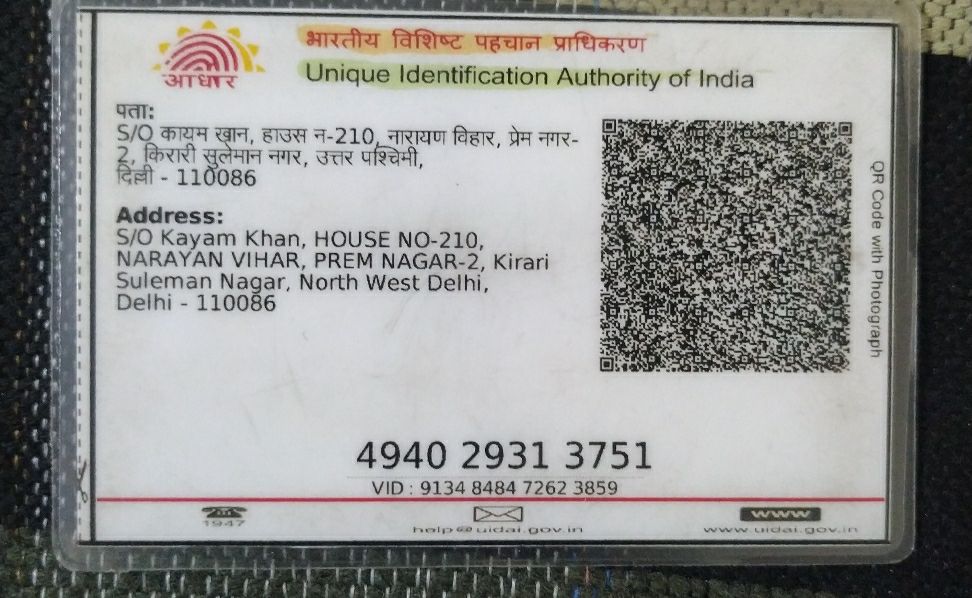 भारतीय विशिष्ट पहचान प्राधिकरण
आधार
Unique Identification Authority of India
पता:
S/O कायम खान, हाउस न-210, नारायण विहार, प्रेम नगर-
2, किरारी सुलेमान नगर, उत्तर पश्चिमी,
दिल्ली - 110086
Address:
S/O Kayam Khan, HOUSE NO-210,
NARAYAN VIHAR, PREM NAGAR-2, Kirari
Suleman Nagar, North West Delhi,
Delhi - 110086
QR Code with Photograph
4940 2931 3751
VID : 9134 8484 7262 3859
1947
help@uidai.gov.in
www
www.uidai.gov.in